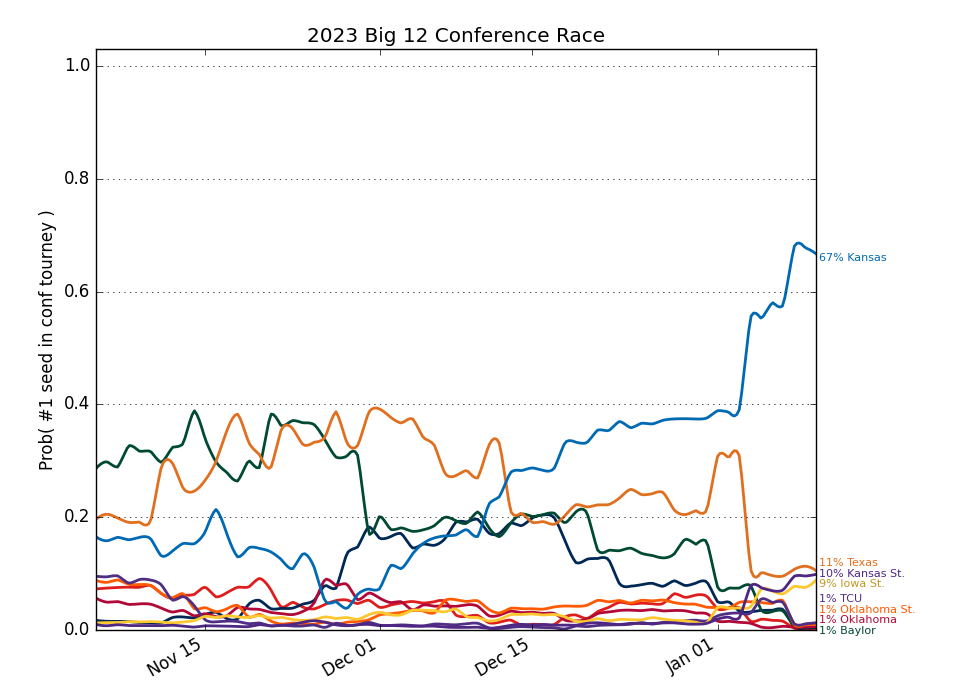 2023 Big 12 Conference Race
Prob( #1 seed in conf tourney )
1.0
0.8
0.6
0.4
0.2
0.0
Nov 15
Dec 01
Dec 15
Jan 01
67% Kansas
11% Texas
10% Kansas St.
9% Iowa St.
1% TCU
1% Oklahoma St.
1% Oklahoma
1% Baylor